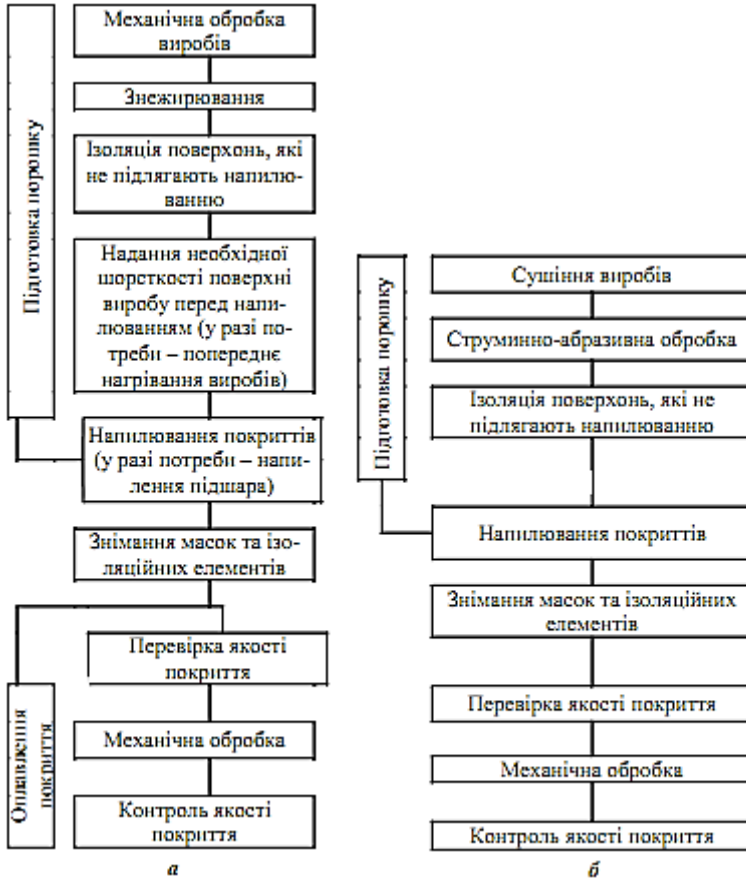 Підготовка порошку
Механічна обробка
виробів
Знежирювання
Ізоляція поверхонь, які
не підлягають напилю-
ванню
Надання необхідної
шорсткості поверхні
виробу перед напи-
люванням (у разі по-
треби – попереднє
нагрівання виробів)
Напилювання покриттів
(у разі потреби – напи-
лення підшара)
Знімання масок та ізо-
ляційних елементів
Оплавлення
покриття
Перевірка якості
покриття
Механічна обробка
Контроль якості
покриття
а
Підготовка порошку
Сушіння виробів
Струминно-абразивна обробка
Ізоляція поверхонь, які не
підлягають напилюванню
Напилювання покриттів
Знімання масок та ізоляційних
елементів
Перевірка якості покриття
Механічна обробка
Контроль якості покриття
б